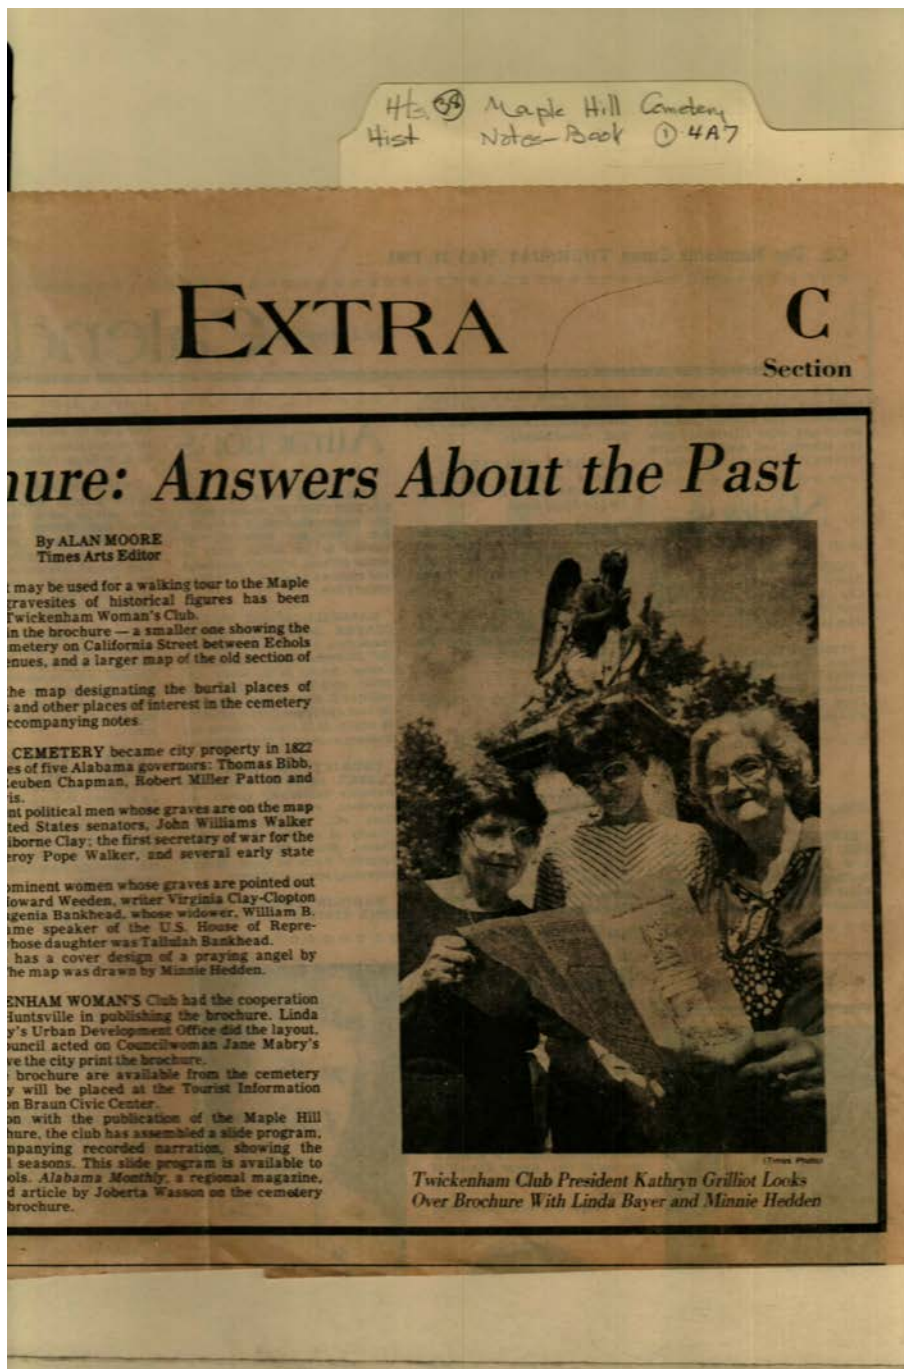 Hts 38 Maple Hill Cemetery
Hist Notes-Book 1 4A7
EXTRA
C
Section
hure: Answers About the Past
By ALAN MOORE
Times Arts Editor
t may be used for a walking tour to the Maple
gravesites of historical figures has been
Twickenham Woman's Club.
in the brochure — a smaller one showing the
metery on California Street between Echols
enues, and a larger map of the old section of
he map designating the burial places of
and other places of interest in the cemetery
ccompanying notes.
CEMETERY became city property in 1822
es of five Alabama governors: Thomas Bibb,
euben Chapman, Robert Miller Patton and
is.
nt political men whose graves are on the map
ted States senators, John Williams Walker
iborne Clay; the first secretary of war for the
eroy Pope Walker, and several early state
ominent women whose graves are pointed out
Howard Weeden, writer Virginia Clay-Clopton
genia Bankhead, whose widower, William B.
ame speaker of the U.S. House of Repre-
hose daughter was Tallulah Bankhead.
has a cover design of a praying angel by
he map was drawn by Minnie Hedden.
ENHAM WOMAN'S Club had the cooperation
Huntsville in publishing the brochure. Linda
y's Urban Development Office did the layout.
ouncil acted on Councilwoman Jane Mabry's
ve the city print the brochure.
brochure are available from the cemetery
y will be placed at the Tourist Information
on Braun Civic Center.
on with the publication of the Maple Hill
hure, the club has assembled a slide program,
mpanying recorded narration, showing the
l seasons. This slide program is available to
ols. Alabama Monthly, a regional magazine,
d article by Joberta Wasson on the cemetery
brochure.
(Times Photo)
Twickenham Club President Kathryn Grilliot Looks
Over Brochure With Linda Bayer and Minnie Hedden